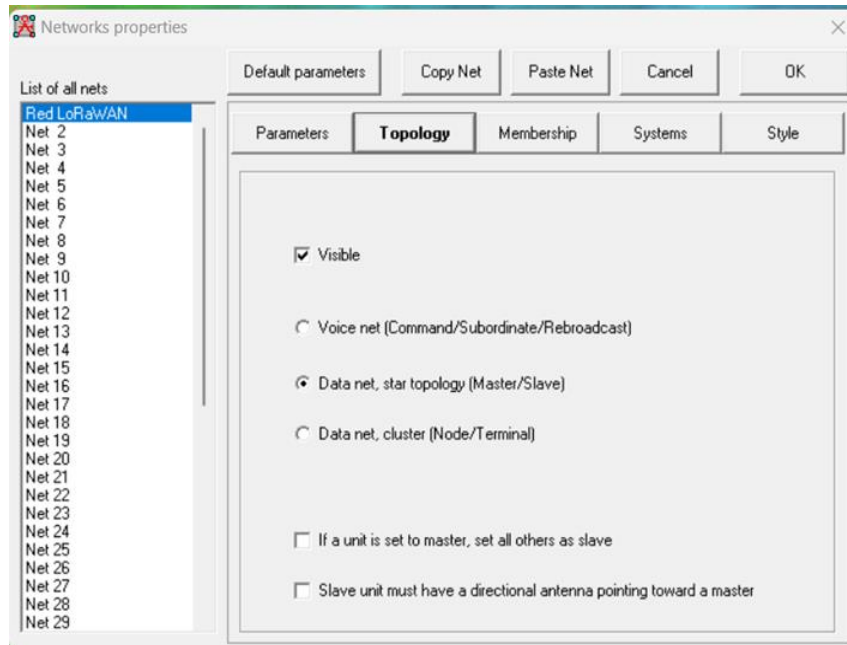 Networks properties
List of all nets
Red LoRaWAN
Net 2
Net 3
Net 4
Net 5
Net 6
Net 7
Net 8
Net 9
Net 10
Net 11
Net 12
Net 13
Net 14
Net 15
Net 16
Net 17
Net 18
Net 19
Net 20
Net 21
Net 22
Net 23
Net 24
Net 25
Net 26
Net 27
Net 28
Net 29
Default parameters Copy Net Paste Net Cancel OK
Parameters Topology Membership Systems Style
Visible
Voice net (Command/Subordinate/Rebroadcast)
Data net, star topology (Master/Slave)
Data net, cluster (Node/Terminal)
If a unit is set to master, set all others as slave
Slave unit must have a directional antenna pointing toward a master